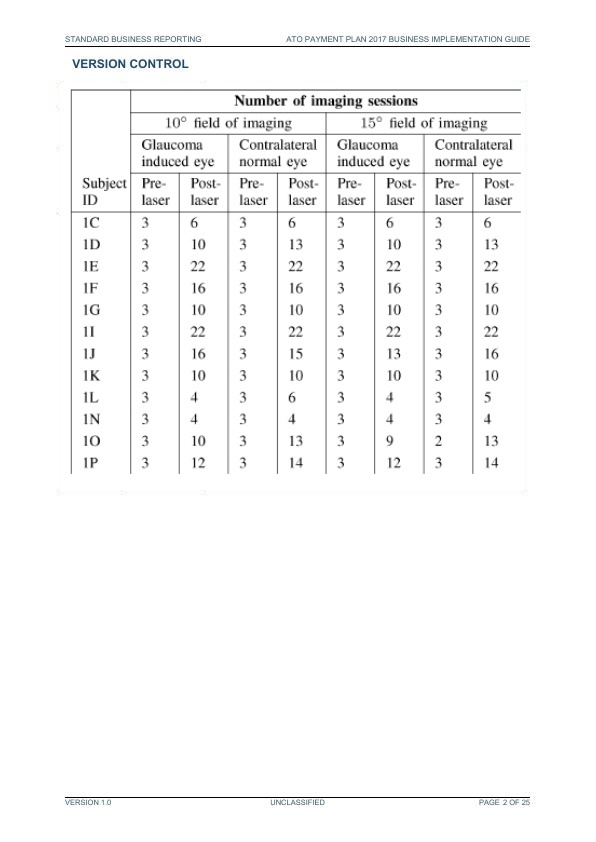 STANDARD BUSINESS REPORTING ATO PAYMENT PLAN 2017 BUSINESS IMPLEMENTATION GUIDE
VERSION CONTROL
Number of imaging sessions
10° field of imaging 15° field of imaging
Glaucoma Contralateral Glaucoma Contralateral
induced eye normal eye induced eye normal eye
Subject Pre- Post- Pre- Post- Pre- Post- Pre- Post-
ID laser laser laser laser laser laser laser laser
1C 3 6 3 6 3 6 3 6
1D 3 10 3 13 3 10 3 13
1E 3 22 3 22 3 22 3 22
1F 3 16 3 16 3 16 3 16
1G 3 10 3 10 3 10 3 10
1I 3 22 3 22 3 22 3 22
1J 3 16 3 15 3 13 3 16
1K 3 10 3 10 3 10 3 10
1L 3 4 3 6 3 4 3 5
1N 3 4 3 4 3 4 3 4
1O 3 10 3 13 3 9 2 13
1P 3 12 3 14 3 12 3 14
VERSION 1.0 UNCLASSIFIED PAGE 2 OF 25